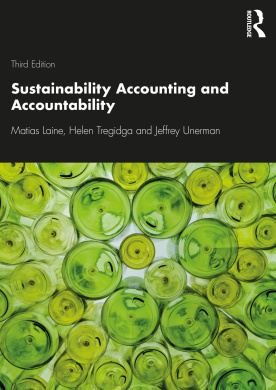 ROUTLEDGE
Third Edition
Sustainability Accounting and
Accountability
Matias Laine, Helen Tregidga and Jeffrey Unerman